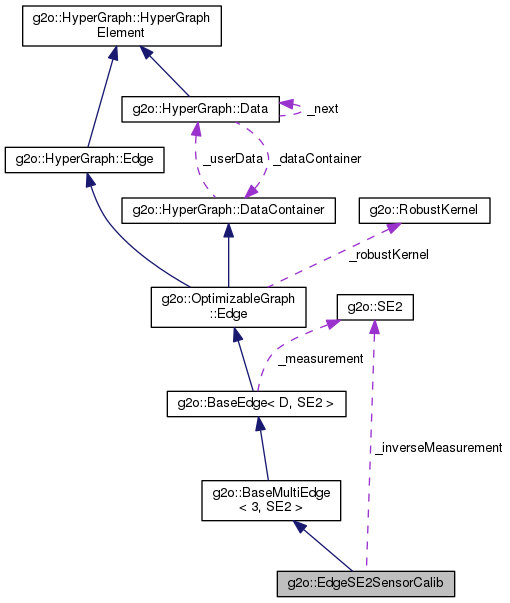 g2o::HyperGraph::HyperGraph
Element
g2o::HyperGraph::Data
_next
g2o::HyperGraph::Edge
_userData
_dataContainer
g2o::HyperGraph::DataContainer
g2o::RobustKernel
_robustKernel
g2o::OptimizableGraph
::Edge
g2o::SE2
_measurement
g2o::BaseEdge< D, SE2 >
_inverseMeasurement
g2o::BaseMultiEdge
< 3, SE2 >
g2o::EdgeSE2SensorCalib